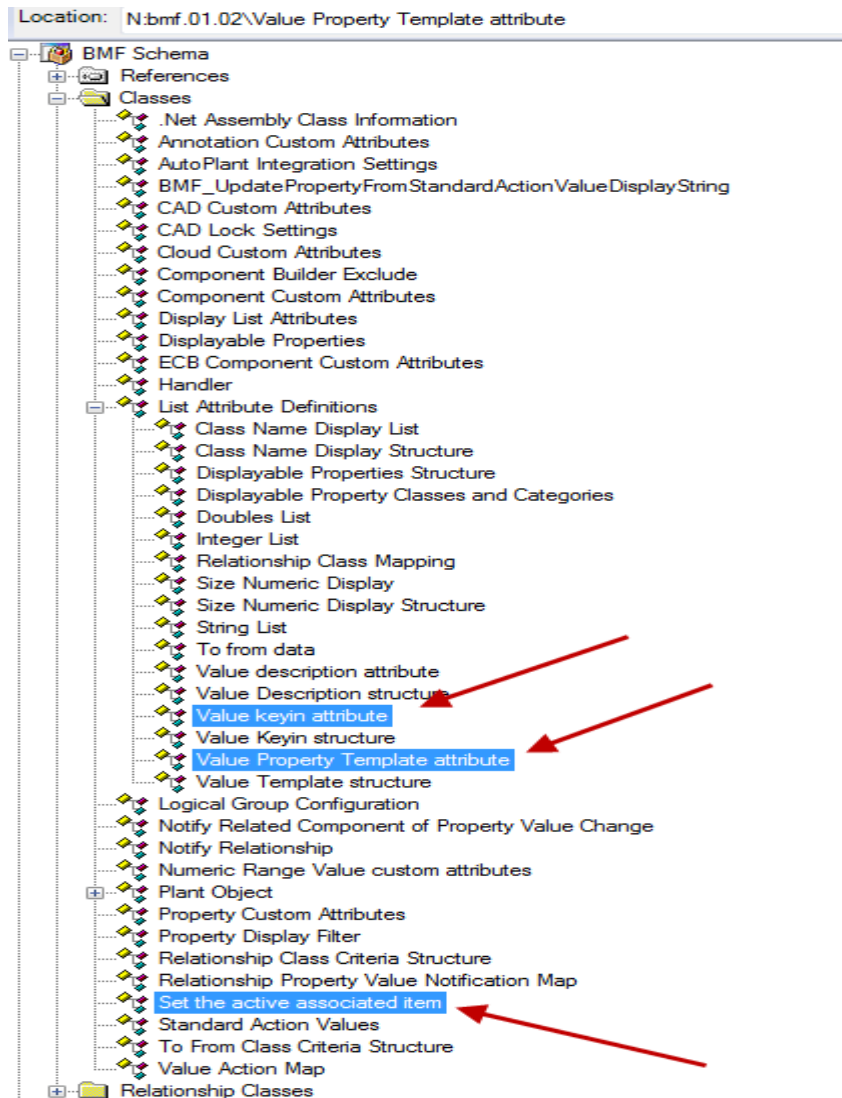 Location: N:bmf.01.02\Value Property Template attribute
BMF Schema
References
Classes
.Net Assembly Class Information
Annotation Custom Attributes
AutoPlant Integration Settings
BMF_UpdatePropertyFromStandardActionValueDisplayString
CAD Custom Attributes
CAD Lock Settings
Cloud Custom Attributes
Component Builder Exclude
Component Custom Attributes
Display List Attributes
Displayable Properties
ECB Component Custom Attributes
Handler
List Attribute Definitions
Class Name Display List
Class Name Display Structure
Displayable Properties Structure
Displayable Property Classes and Categories
Doubles List
Integer List
Relationship Class Mapping
Size Numeric Display
Size Numeric Display Structure
String List
To from data
Value description attribute
Value Description structure
Value keyin attribute
Value Keyin structure
Value Property Template attribute
Value Template structure
Logical Group Configuration
Notify Related Component of Property Value Change
Notify Relationship
Numeric Range Value custom attributes
Plant Object
Property Custom Attributes
Property Display Filter
Relationship Class Criteria Structure
Relationship Property Value Notification Map
Set the active associated item
Standard Action Values
To From Class Criteria Structure
Value Action Map
Relationship Classes